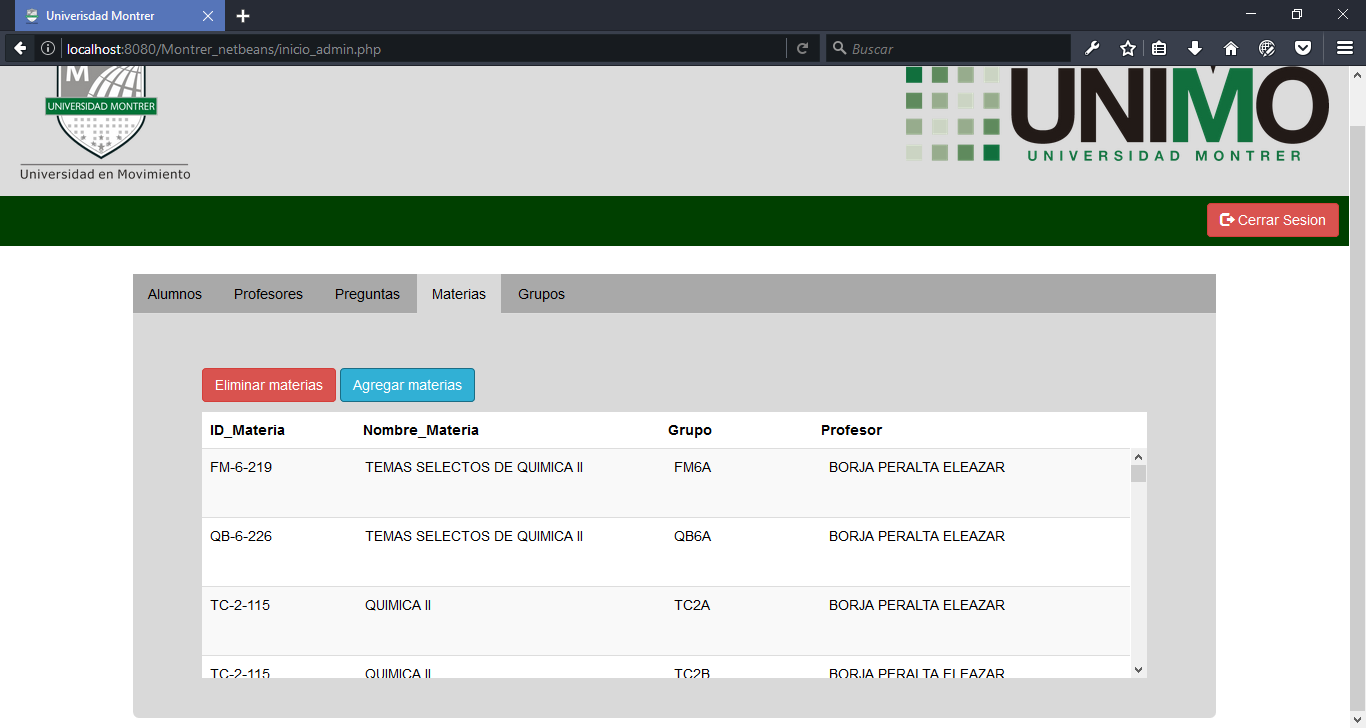 Univerisdad Montrer
localhost:8080/Montrer_netbeans/inicio_admin.php
Buscar
M
UNIVERSIDAD MONTRER
Universidad en Movimiento
UNIMO
UNIVERSIDAD MONTRER
Cerrar Sesion
Alumnos Profesores Preguntas Materias Grupos
Eliminar materias Agregar materias
ID_Materia Nombre_Materia Grupo Profesor
FM-6-219 TEMAS SELECTOS DE QUIMICA II FM6A BORJA PERALTA ELEAZAR
QB-6-226 TEMAS SELECTOS DE QUIMICA II QB6A BORJA PERALTA ELEAZAR
TC-2-115 QUIMICA II TC2A BORJA PERALTA ELEAZAR
TC-2-115 QUIMICA II TC2B BORJA PERALTA ELEAZAR